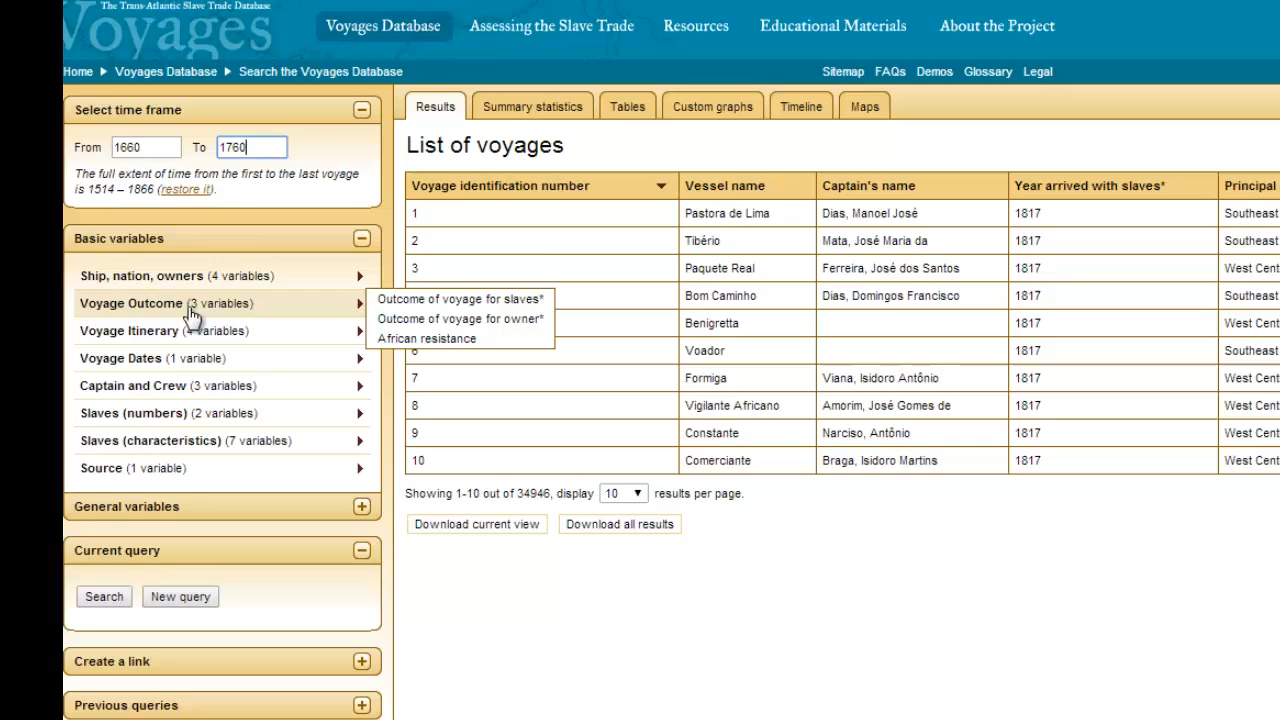 The Trans-Atlantic Slave Trade Database
Voyages
Voyages Database
Assessing the Slave Trade
Resources
Educational Materials
About the Project
Home Voyages Database Search the Voyages Database
Sitemap FAQs Demos Glossary Legal
Select time frame
From 1660 To 1760
The full extent of time from the first to the last voyage
is 1514 – 1866 (restore it).
Basic variables
Ship, nation, owners (4 variables)
Voyage Outcome (3 variables)
Voyage Itinerary (4 variables)
Voyage Dates (1 variable)
Captain and Crew (3 variables)
Slaves (numbers) (2 variables)
Slaves (characteristics) (7 variables)
Source (1 variable)
General variables
Current query
Search New query
Create a link
Previous queries
Outcome of voyage for slaves*
Outcome of voyage for owner*
African resistance
Results Summary statistics Tables Custom graphs Timeline Maps
List of voyages
Voyage identification number Vessel name Captain's name Year arrived with slaves* Principal
1 Pastora de Lima Dias, Manoel José 1817 Southeast
2 Tibério Mata, José Maria da 1817 Southeast
3 Paquete Real Ferreira, José dos Santos 1817 West Cent
Bom Caminho Dias, Domingos Francisco 1817 Southeast
Benigretta 1817 West Cent
6 Voador 1817 Southeast
7 Formiga Viana, Isidoro Antônio 1817 West Cent
8 Vigilante Africano Amorim, José Gomes de 1817 West Cent
9 Constante Narciso, Antônio 1817 West Cent
10 Comerciante Braga, Isidoro Martins 1817 West Cent
Showing 1-10 out of 34946, display 10 results per page.
Download current view Download all results